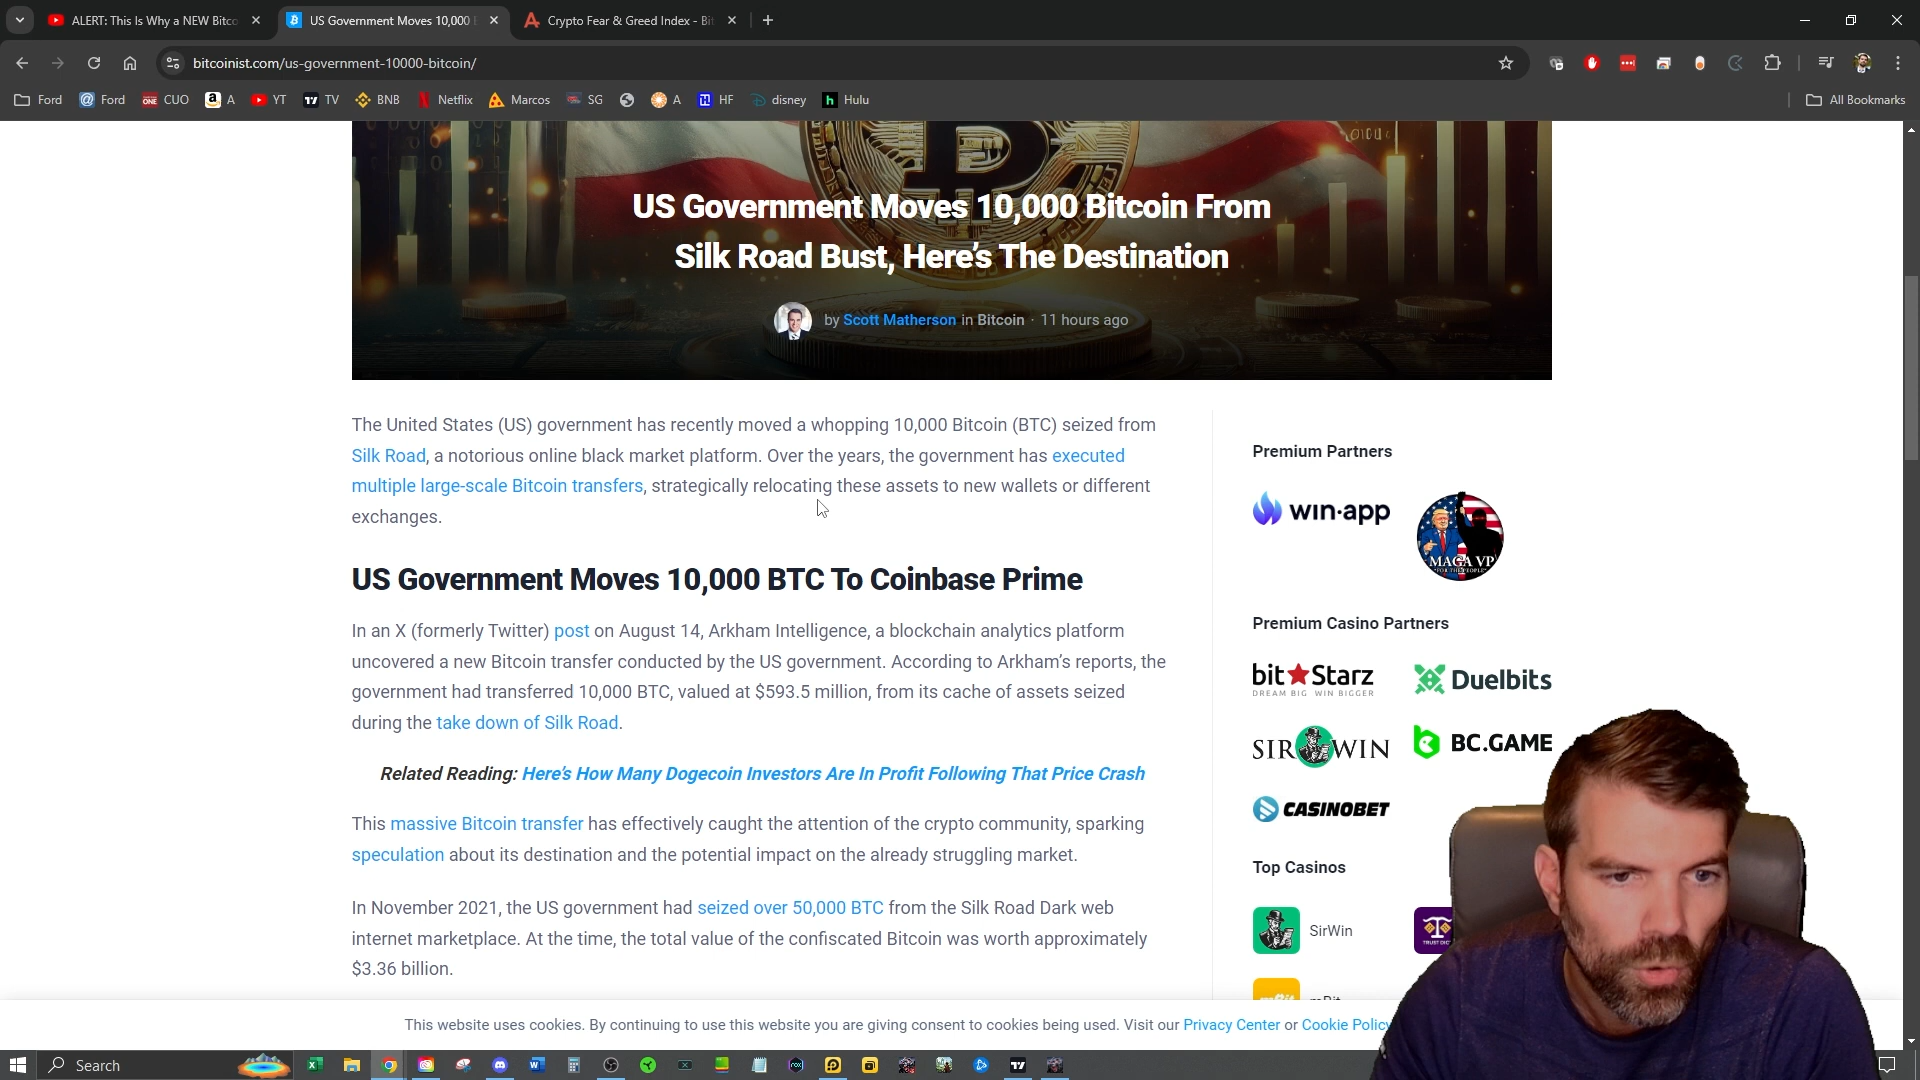 ALERT: This Is Why a NEW Bitco
US Government Moves 10,000 B
Crypto Fear & Greed Index - Bit
bitcoinist.com/us-government-10000-bitcoin/
Ford
Ford
CUO
A
YT
TV
BNB
Netflix
Marcos
SG
A
HF
disney
Hulu
All Bookmarks
US Government Moves 10,000 Bitcoin From
Silk Road Bust, Here's The Destination
by Scott Matherson in Bitcoin · 11 hours ago
The United States (US) government has recently moved a whopping 10,000 Bitcoin (BTC) seized from
Silk Road, a notorious online black market platform. Over the years, the government has executed
multiple large-scale Bitcoin transfers, strategically relocating these assets to new wallets or different
exchanges.
US Government Moves 10,000 BTC To Coinbase Prime
In an X (formerly Twitter) post on August 14, Arkham Intelligence, a blockchain analytics platform
uncovered a new Bitcoin transfer conducted by the US government. According to Arkham's reports, the
government had transferred 10,000 BTC, valued at $593.5 million, from its cache of assets seized
during the take down of Silk Road.
Related Reading: Here's How Many Dogecoin Investors Are In Profit Following That Price Crash
This massive Bitcoin transfer has effectively caught the attention of the crypto community, sparking
speculation about its destination and the potential impact on the already struggling market.
In November 2021, the US government had seized over 50,000 BTC from the Silk Road Dark web
internet marketplace. At the time, the total value of the confiscated Bitcoin was worth approximately
$3.36 billion.
Premium Partners
win·app
MAGA VP
"FOR THE PEOPLE"
Premium Casino Partners
bit★Starz
DREAM BIG WIN BIGGER
Duelbits
SIR WIN
BC.GAME
CASINOBET
Top Casinos
SirWin
TRUST DIC
mBit
This website uses cookies. By continuing to use this website you are giving consent to cookies being used. Visit our Privacy Center or Cookie Policy
Search